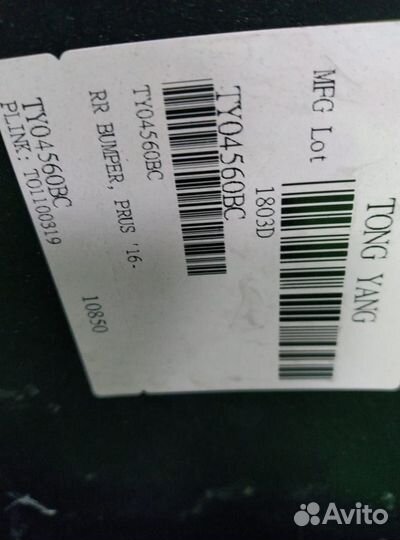 TONG YANG
MFG Lot
1803D
TY04560BC
TY04560BC
RR BUMPER, PRUS '16-
10850
TY04560BC
PLINK: TO1100319
Avito